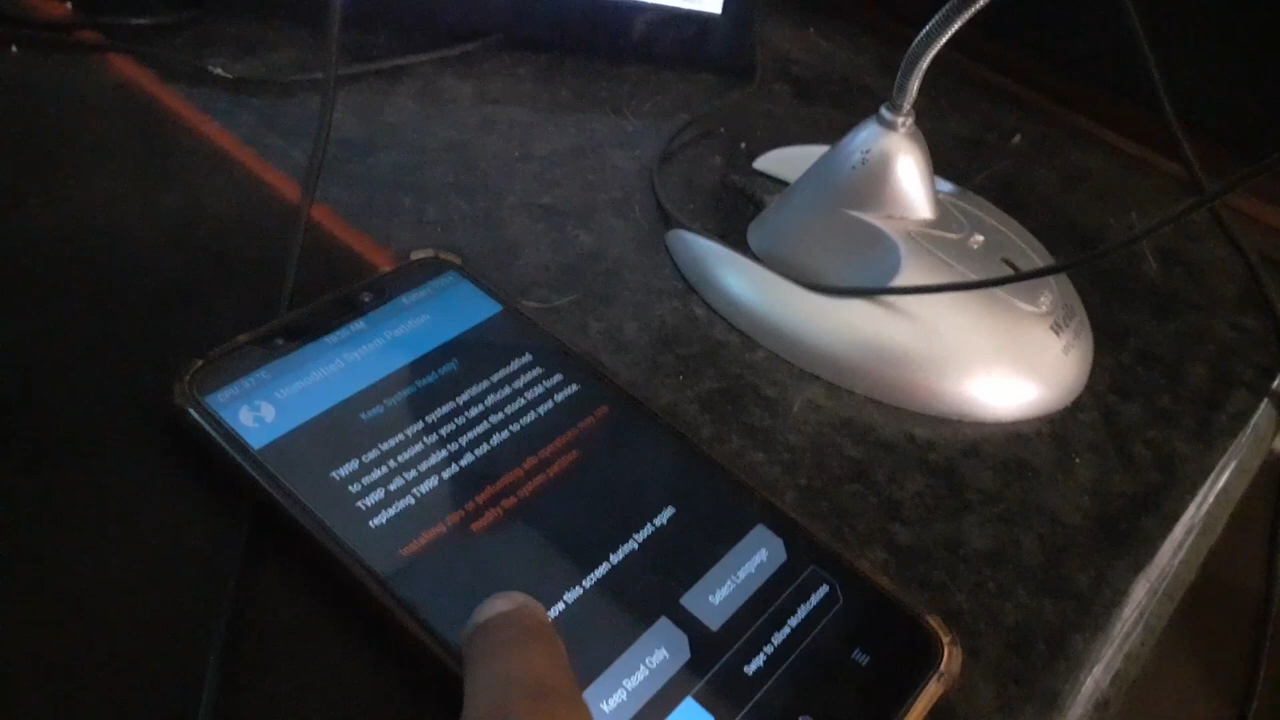 Unmodified System Partition
Keep System Read only?
TWRP can leave your system partition unmodified
to make it easier for you to take official updates.
TWRP will be unable to prevent the stock ROM from
replacing TWRP and will not offer to root your device.
Installing zips or performing adb operations may still
modify the system partition.
this screen during boot again
Select Language
Keep Read Only
Swipe to Allow Modifications